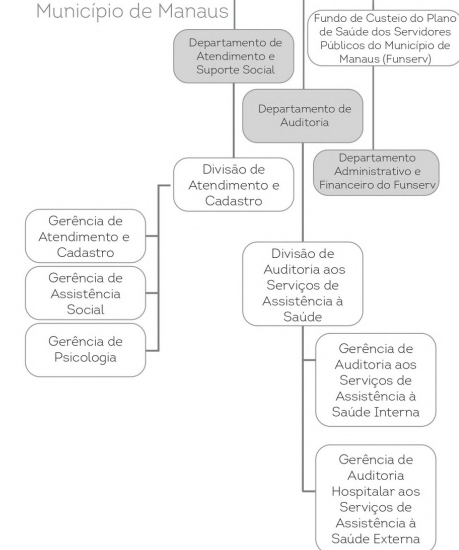 Município de Manaus
Departamento de
Atendimento e
Suporte Social
Fundo de Custeio do Plano
de Saúde dos Servidores
Públicos do Município de
Manaus (Funserv)
Departamento de
Auditoria
Departamento
Administrativo e
Financeiro do Funserv
Divisão de
Atendimento e
Cadastro
Gerência de
Atendimento e
Cadastro
Gerência de
Assistência
Social
Gerência de
Psicologia
Divisão de
Auditoria aos
Serviços de
Assistência à
Saúde
Gerência de
Auditoria aos
Serviços de
Assistência à
Saúde Interna
Gerência de
Auditoria
Hospitalar aos
Serviços de
Assistência à
Saúde Externa